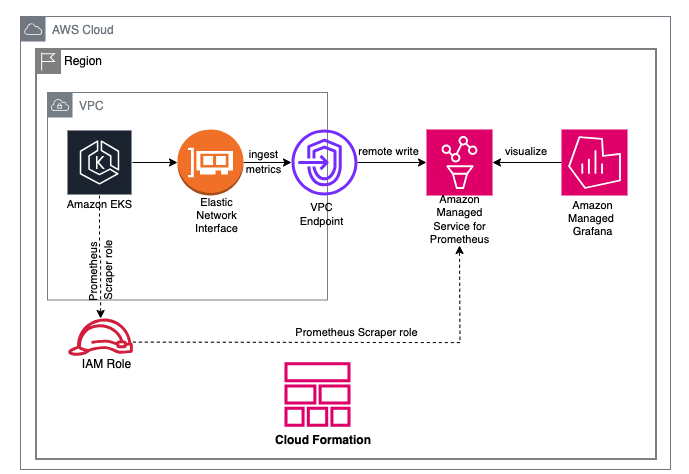 AWS Cloud
Region
VPC
Amazon EKS
Elastic
Network
Interface
ingest
metrics
VPC
Endpoint
remote write
Amazon
Managed
Service for
Prometheus
visualize
Amazon
Managed
Grafana
Prometheus
Scraper role
IAM Role
Prometheus Scraper role
Cloud Formation
K